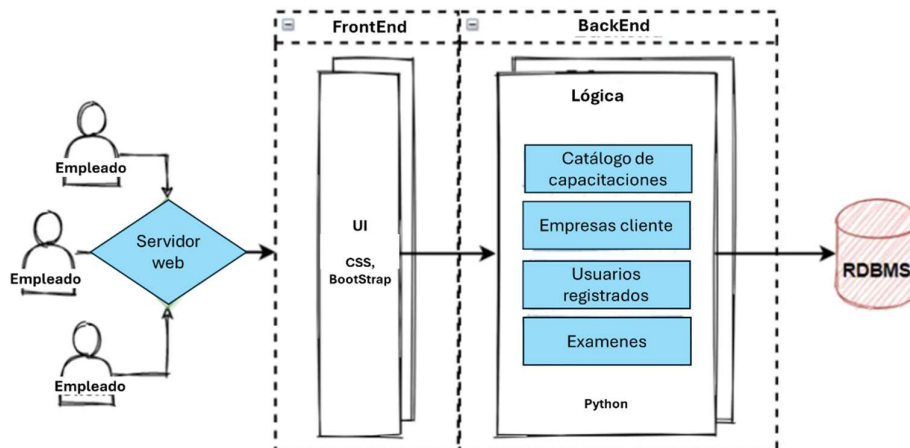 FrontEnd
BackEnd
Empleado
Empleado
Empleado
Servidor
web
UI
CSS,
BootStrap
Lógica
Catálogo de
capacitaciones
Empresas cliente
Usuarios
registrados
Examenes
Python
RDBMS